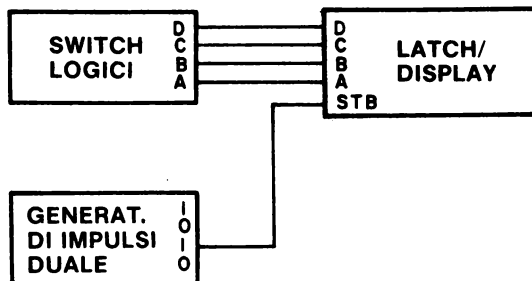 SWITCH
LOGICI
D
C
B
A
D
C
B
A
STB
LATCH/
DISPLAY
GENERAT.
DI IMPULSI
DUALE
I
O
I
O